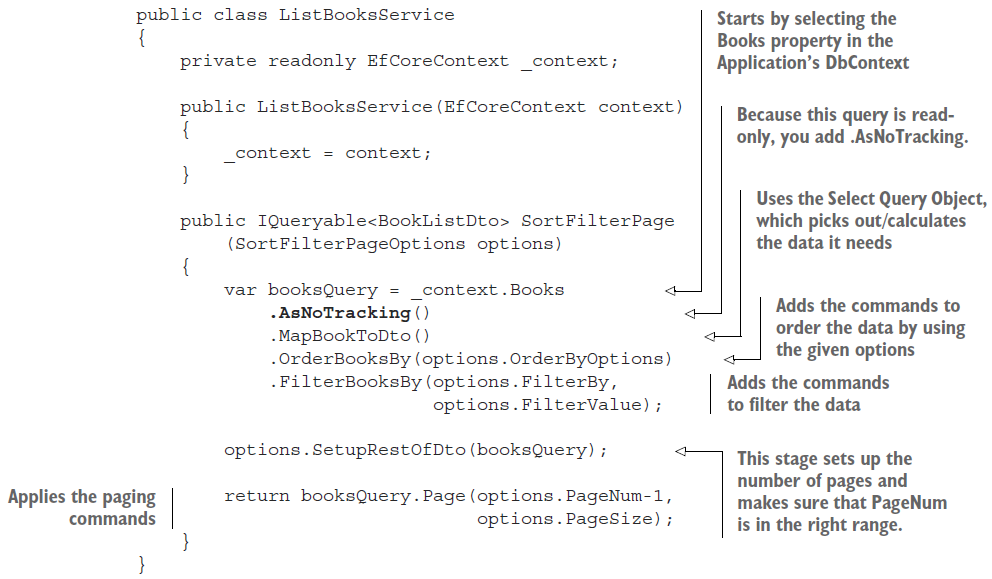 public class ListBooksService
{
private readonly EfCoreContext _context;
public ListBooksService(EfCoreContext context)
{
_context = context;
}
public IQueryable<BookListDto> SortFilterPage
(SortFilterPageOptions options)
{
var booksQuery = _context.Books
.AsNoTracking()
.MapBookToDto()
.OrderBooksBy(options.OrderByOptions)
.FilterBooksBy(options.FilterBy,
options.FilterValue);
options.SetupRestOfDto(booksQuery);
return booksQuery.Page(options.PageNum-1,
options.PageSize);
}
}
Starts by selecting the
Books property in the
Application’s DbContext
Because this query is read-
only, you add .AsNoTracking.
Uses the Select Query Object,
which picks out/calculates
the data it needs
Adds the commands to
order the data by using
the given options
Adds the commands
to filter the data
This stage sets up the
number of pages and
makes sure that PageNum
is in the right range.
Applies the paging
commands